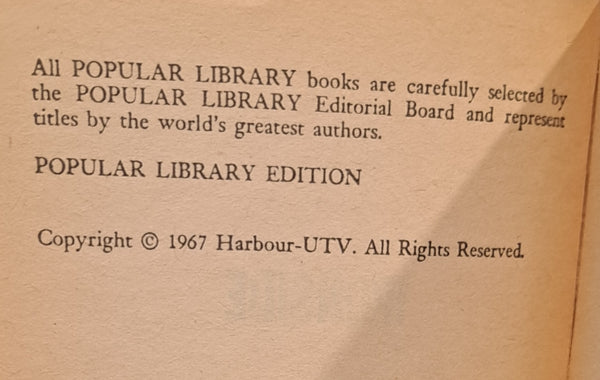 All POPULAR LIBRARY books are carefully selected by
the POPULAR LIBRARY Editorial Board and represent
titles by the world's greatest authors.
POPULAR LIBRARY EDITION
Copyright © 1967 Harbour-UTV. All Rights Reserved.